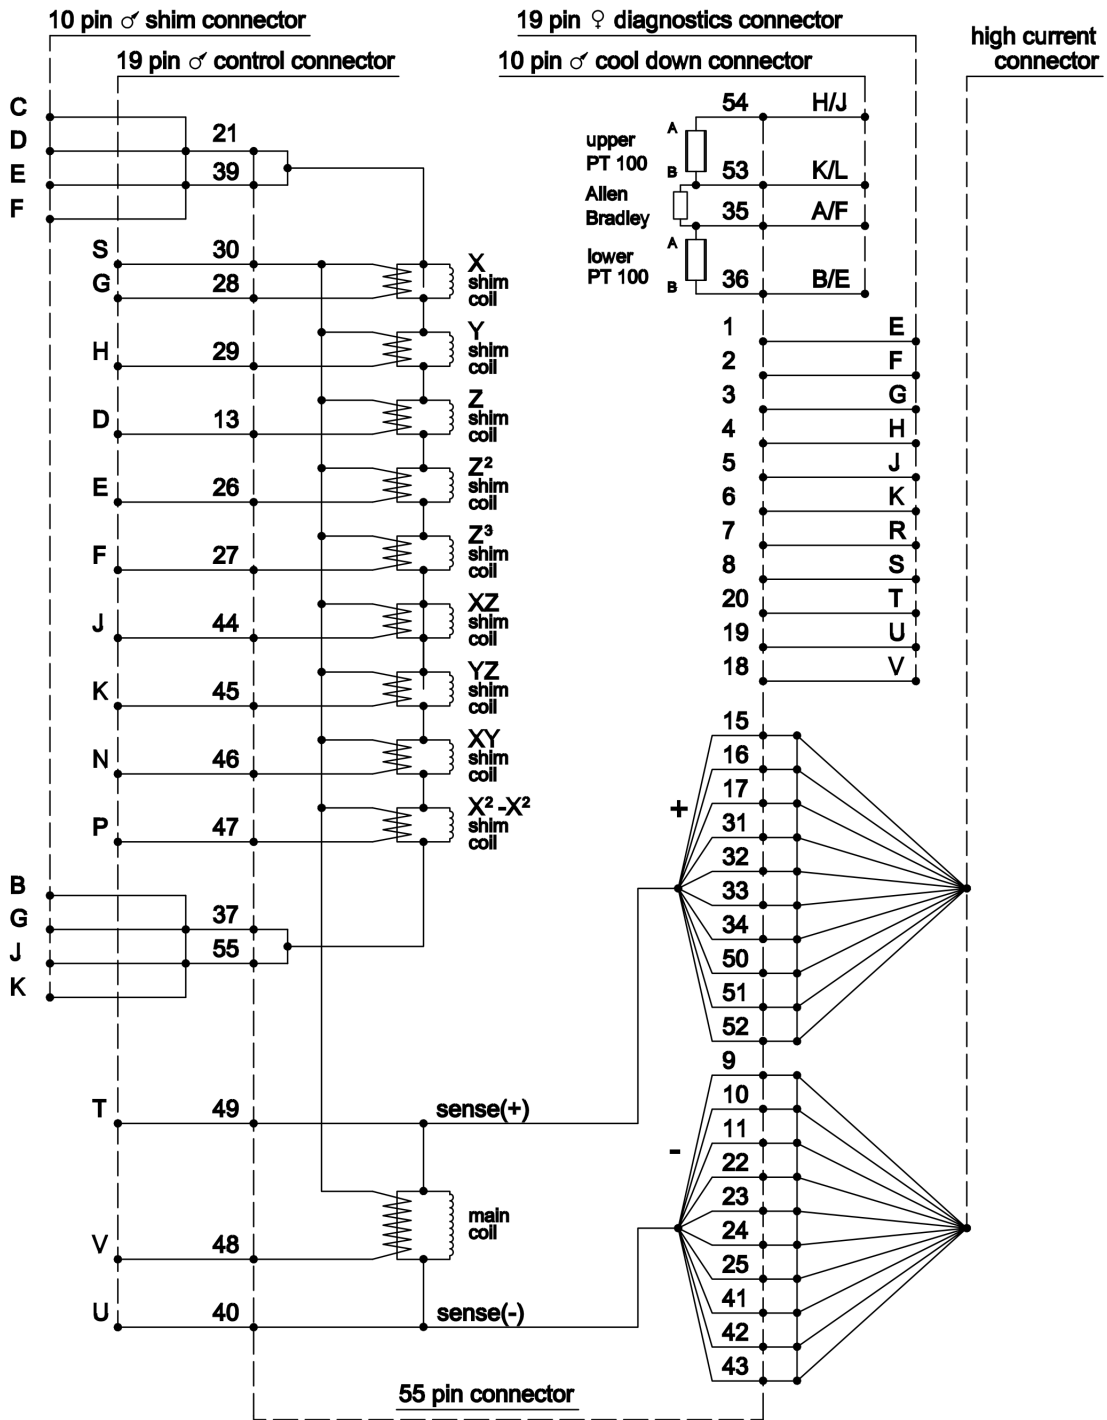 10 pin ♂ shim connector
19 pin ♀ diagnostics connector
high current
connector
19 pin ♂ control connector
10 pin ♂ cool down connector
C
D 21
E 39
F
S 30
G 28
X
shim
coil
H 29
Y
shim
coil
D 13
Z
shim
coil
E 26
Z²
shim
coil
F 27
Z³
shim
coil
J 44
XZ
shim
coil
K 45
YZ
shim
coil
N 46
XY
shim
coil
P 47
X² -X²
shim
coil
B
G 37
J 55
K
T 49 sense(+)
main
coil
V 48
U 40 sense(-)
54 H/J
A
upper
PT 100
B
53 K/L
Allen
Bradley
35 A/F
A
lower
PT 100
B
36 B/E
1 E
2 F
3 G
4 H
5 J
6 K
7 R
8 S
20 T
19 U
18 V
+
15
16
17
31
32
33
34
50
51
52
-
9
10
11
22
23
24
25
41
42
43
55 pin connector